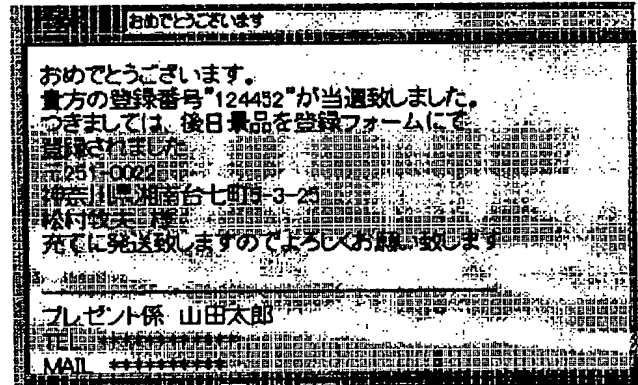 おめでとうございます
おめでとうございます。
貴方の登録番号"124452"が当選致しました。
つきましては、後日景品を登録フォームにて
登録されました
〒251-0022
神奈川県湘南台七町5-3-25
松村 夫 様
充てに発送致しますのでよろしくお願い致します
プレゼント係 山田太郎
TEL **********
MAIL **********